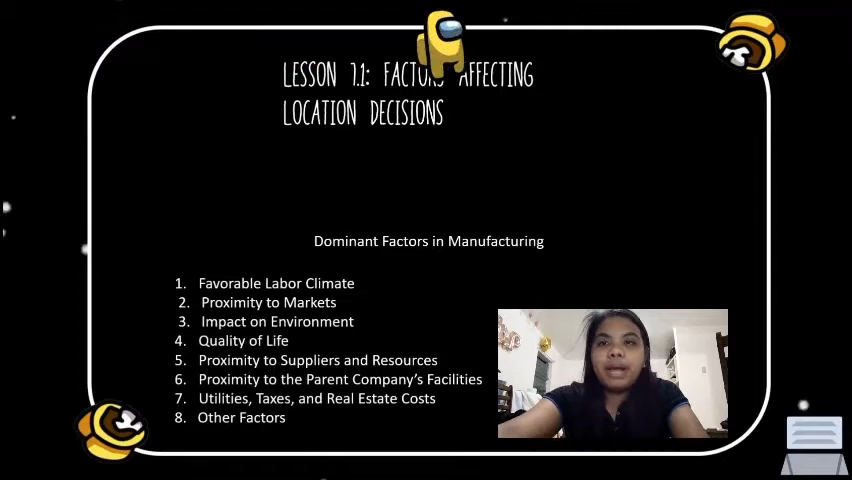 LESSON 7.1: FACTORS AFFECTING
LOCATION DECISIONS
Dominant Factors in Manufacturing
1. Favorable Labor Climate
2. Proximity to Markets
3. Impact on Environment
4. Quality of Life
5. Proximity to Suppliers and Resources
6. Proximity to the Parent Company's Facilities
7. Utilities, Taxes, and Real Estate Costs
8. Other Factors